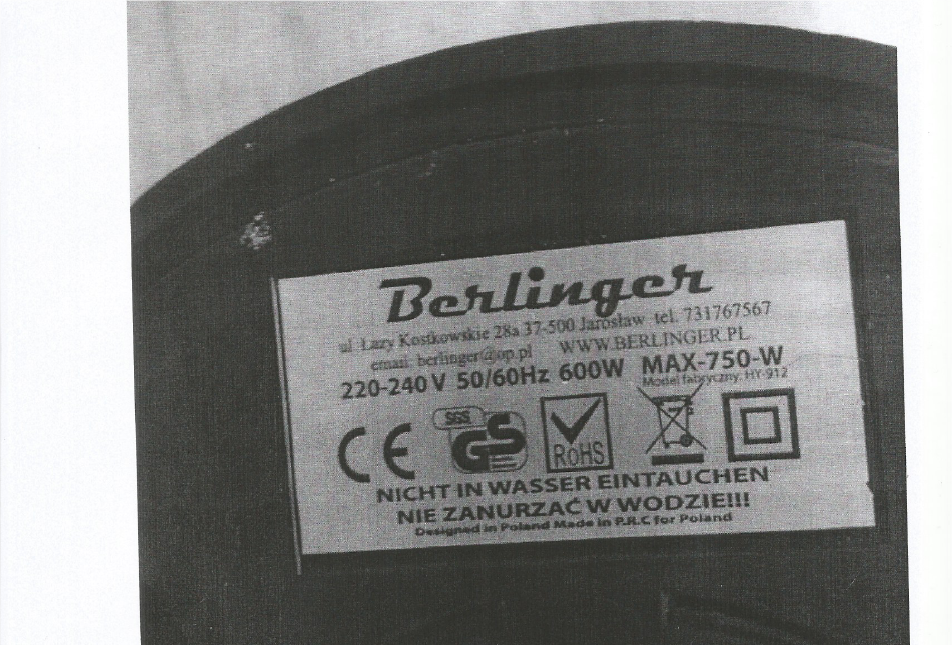 Berlinger
ul. Łazy Kostkowskie 28a 37-500 Jarosław tel. 731767567
email: berlinger@op.pl WWW.BERLINGER.PL
220-240 V 50/60Hz 600W MAX-750-W
Model fabryczny: HY-912
CE SGS GS RoHS
NICHT IN WASSER EINTAUCHEN
NIE ZANURZAĆ W WODZIE!!!
Designed in Poland Made in P.R.C for Poland